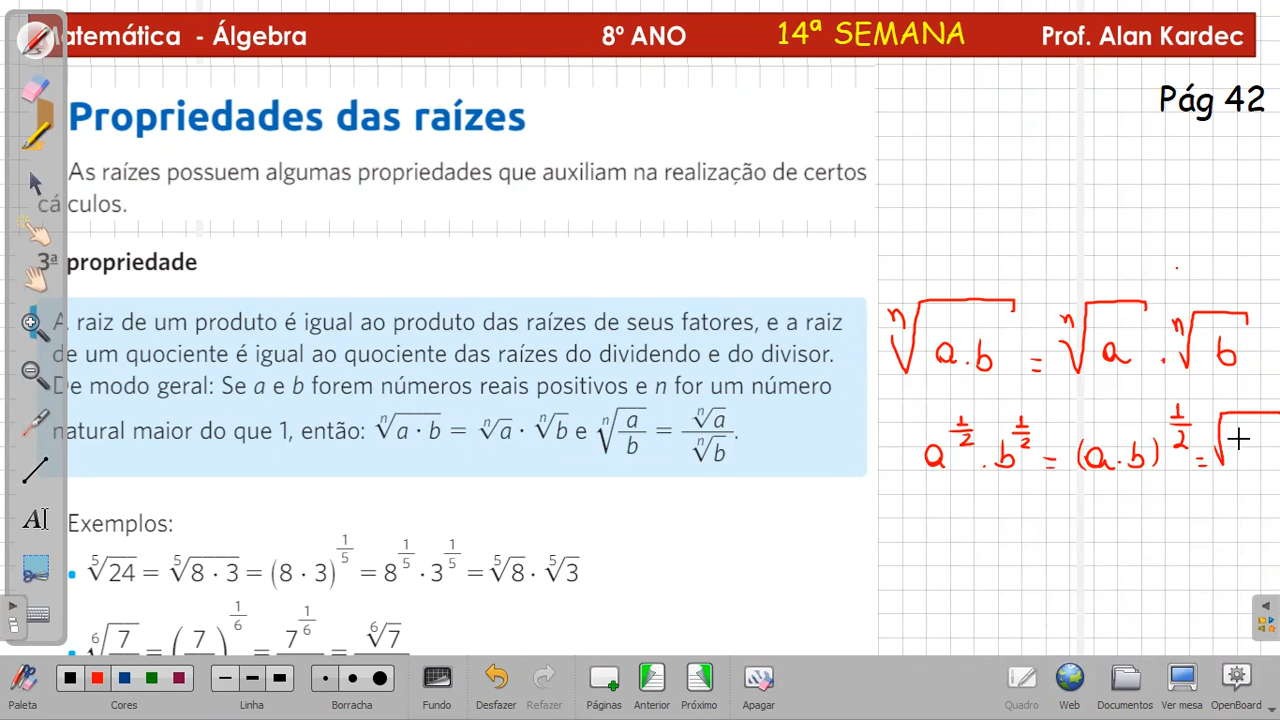 Matemática - Álgebra 8º ANO 14ª SEMANA Prof. Alan Kardec
Pág 42
Propriedades das raízes
As raízes possuem algumas propriedades que auxiliam na realização de certos
cálculos.
3ª propriedade
A raiz de um produto é igual ao produto das raízes de seus fatores, e a raiz
de um quociente é igual ao quociente das raízes do dividendo e do divisor.
De modo geral: Se a e b forem números reais positivos e n for um número
natural maior do que 1, então: ⁿ√(a · b) = ⁿ√a · ⁿ√b e ⁿ√(a/b) = ⁿ√a/ⁿ√b.
ⁿ√(a.b) = ⁿ√a . ⁿ√b
a^(1/2) . b^(1/2) = (a.b)^(1/2) = √
Exemplos:
• ⁵√24 = ⁵√(8 · 3) = (8 · 3)^(1/5) = 8^(1/5) · 3^(1/5) = ⁵√8 · ⁵√3
AI
Paleta Cores Linha Borracha Fundo Desfazer Refazer Páginas Anterior Próximo Apagar Quadro Web Documentos Ver mesa OpenBoard